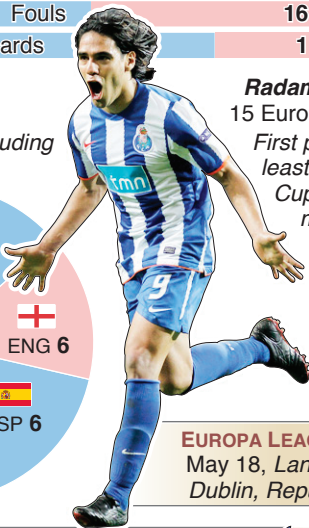 Fouls 16
ards 1
Radam
15 Euro
uding
First p
least
Cup
tmn
9
ENG 6
SP 6
EUROPA LEAG
May 18, Lan
Dublin, Repu